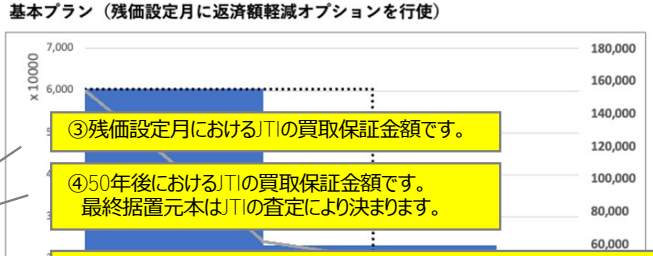 基本プラン（残価設定月に返済額軽減オプションを行使）
×10000
7,000
180,000
6,000
160,000
140,000
③残価設定月におけるJTIの買取保証金額です。
120,000
④50年後におけるJTIの買取保証金額です。
100,000
最終据置元本はJTIの査定により決まります。
80,000
60,000